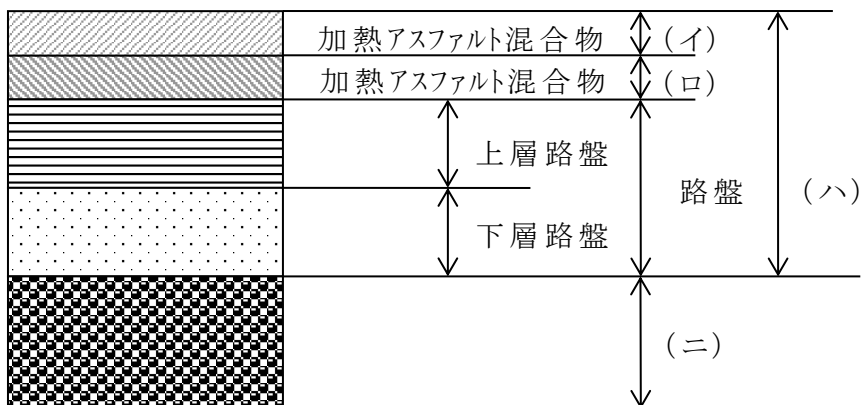 加熱アスファルト混合物 (イ)
加熱アスファルト混合物 (ロ)
上層路盤
路盤 (ハ)
下層路盤
(ニ)